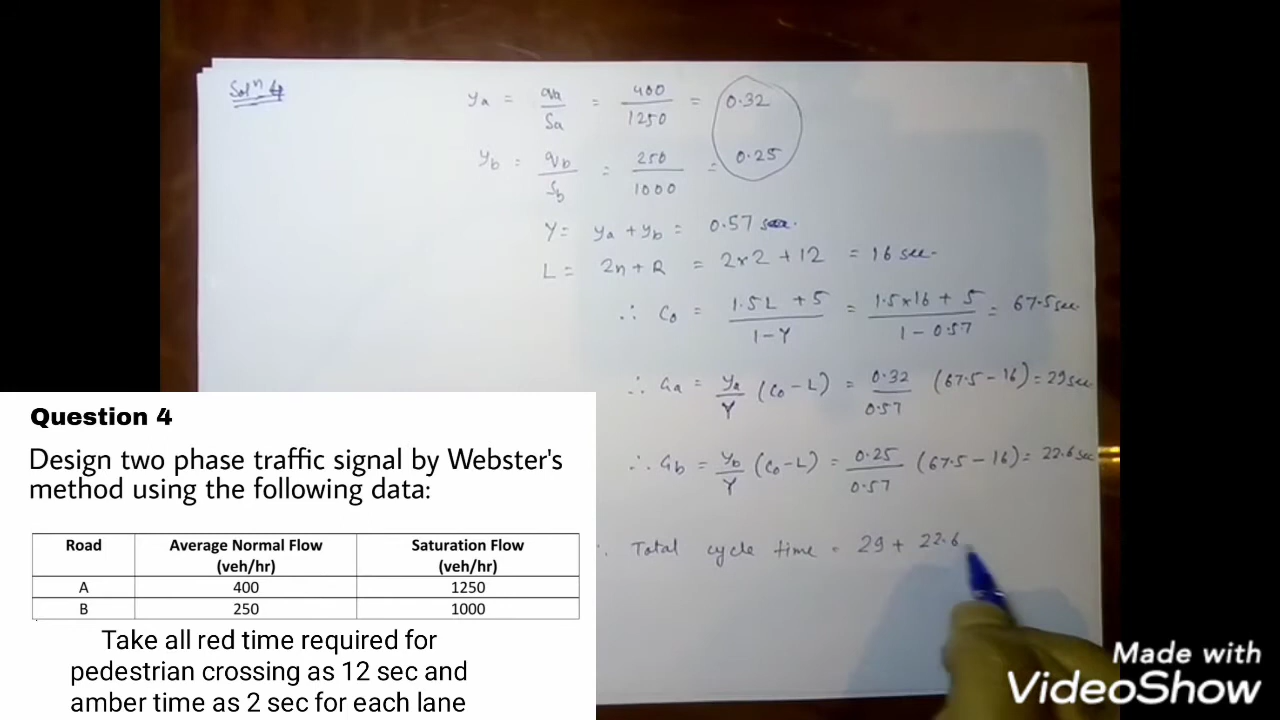 Solⁿ 4
ya = qa/Sa = 400/1250 = 0.32
yb = qb/Sb = 250/1000 = 0.25
Y = ya + yb = 0.57
L = 2n + R = 2x2 + 12 = 16 sec.
∴ Co = 1.5L + 5/1-Y = 1.5x16 + 5/1 - 0.57 = 67.5 sec.
∴ Ga = ya/Y (Co - L) = 0.32/0.57 (67.5 - 16) = 29 sec
∴ Gb = yb/Y (Co - L) = 0.25/0.57 (67.5 - 16) = 22.6 sec
∴ Total cycle time = 29 + 22.6
Question 4
Design two phase traffic signal by Webster's
method using the following data:
Road Average Normal Flow (veh/hr) Saturation Flow (veh/hr)
A 400 1250
B 250 1000
Take all red time required for
pedestrian crossing as 12 sec and
amber time as 2 sec for each lane
Made with
VideoShow